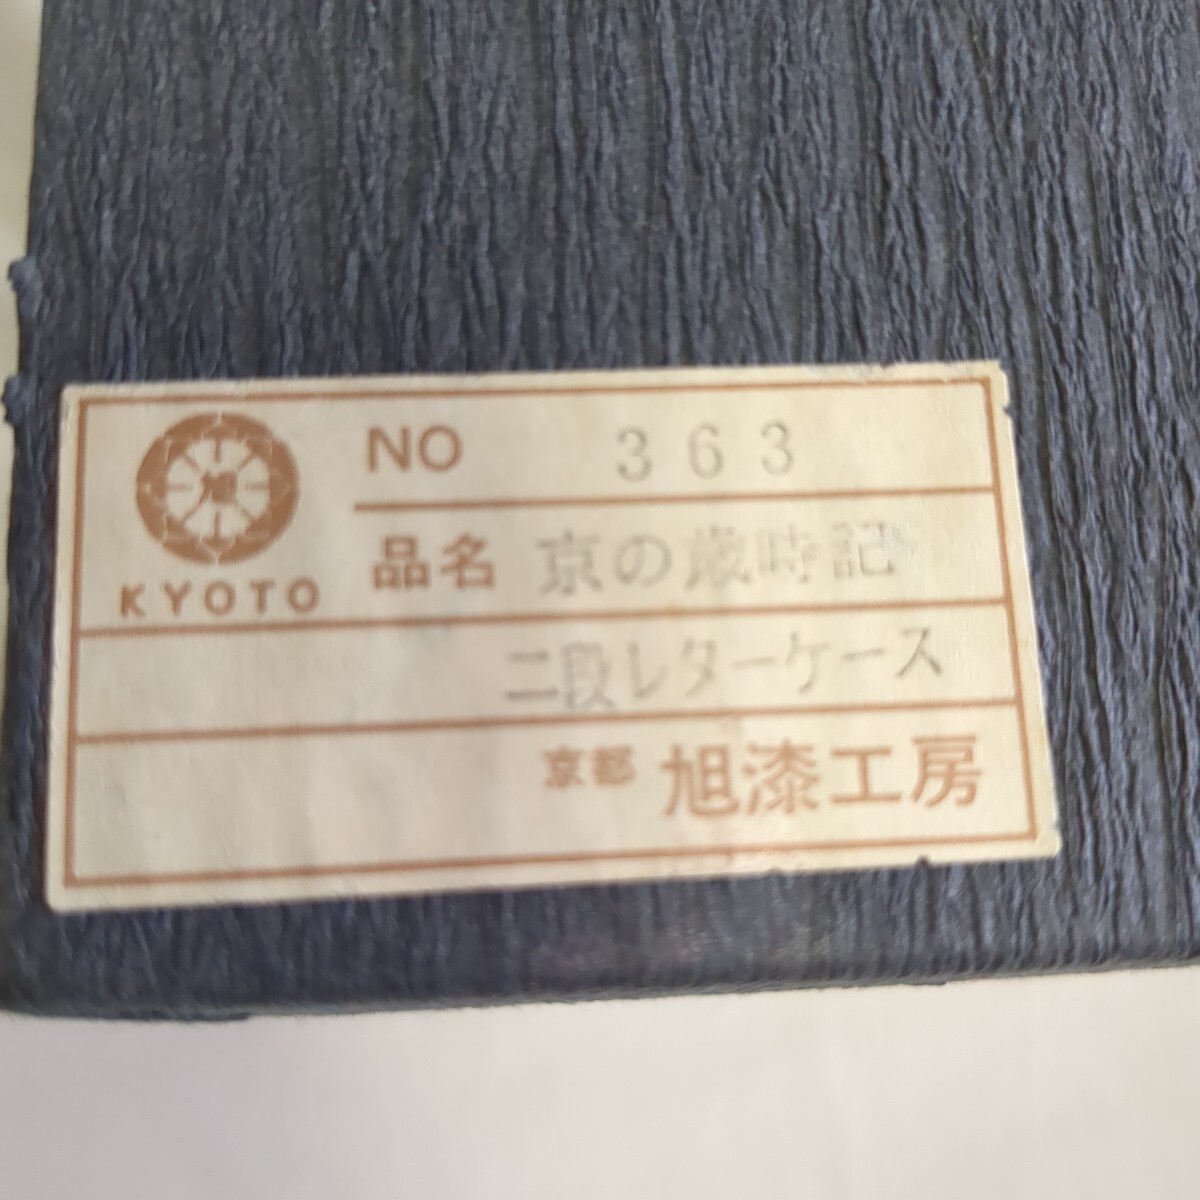 旭
KYOTO
NO 363
品名 京の歳時記
二段レターケース
京都 旭漆工房